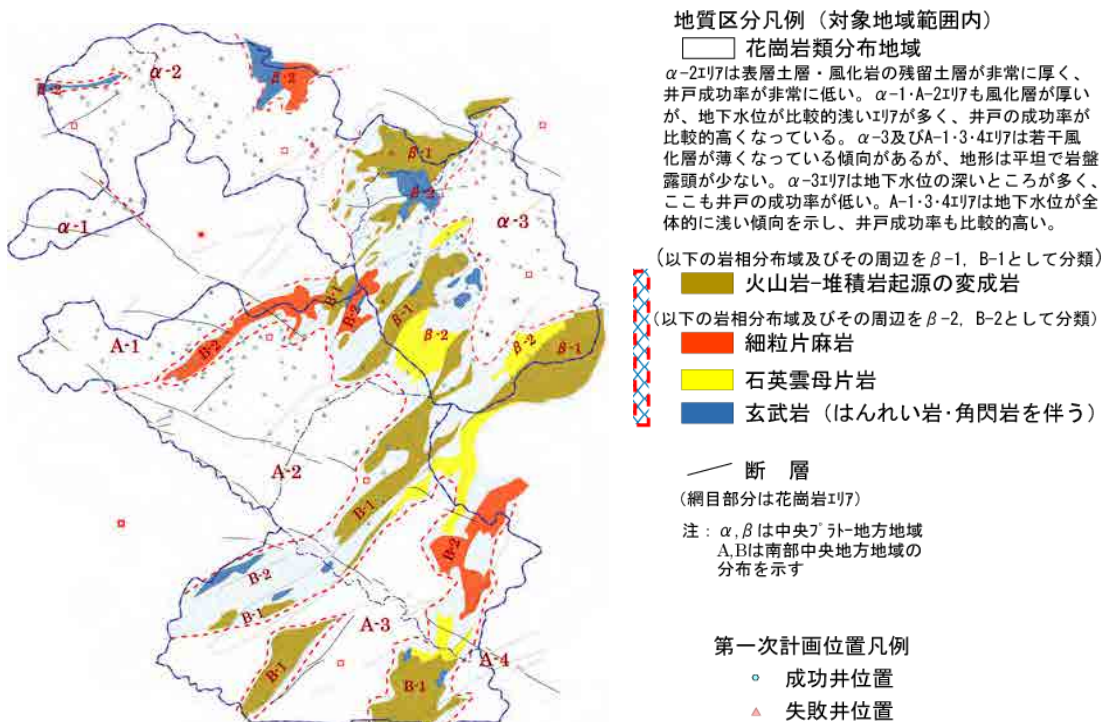 地質区分凡例（対象地域範囲内）
花崗岩類分布地域
α-2エリアは表層土層・風化岩の残留土層が非常に厚く、
井戸成功率が非常に低い。α-1・A-2エリアも風化層が厚い
が、地下水位が比較的浅いエリアが多く、井戸の成功率が
比較的高くなっている。α-3及びA-1・3・4エリアは若干風
化層が薄くなっている傾向があるが、地形は平坦で岩盤
露頭が少ない。α-3エリアは地下水位の深いところが多く、
ここも井戸の成功率が低い。A-1・3・4エリアは地下水位が全
体的に浅い傾向を示し、井戸成功率も比較的高い。
(以下の岩相分布域及びその周辺をβ-1, B-1として分類)
火山岩-堆積岩起源の変成岩
(以下の岩相分布域及びその周辺をβ-2, B-2として分類)
細粒片麻岩
石英雲母片岩
玄武岩（はんれい岩・角閃岩を伴う）
断 層
(網目部分は花崗岩エリア)
注：α,βは中央プラトー地方地域
A,Bは南部中央地方地域の
分布を示す
第一次計画位置凡例
成功井位置
失敗井位置
α-2
β-2
β-2
β-1
β-2
α-3
α-1
B-1
B-2
β-1
A-1
B-2
β-2
β-1
A-2
B-1
B-2
B-2
B-1
A-3
A-4
B-1
B-1